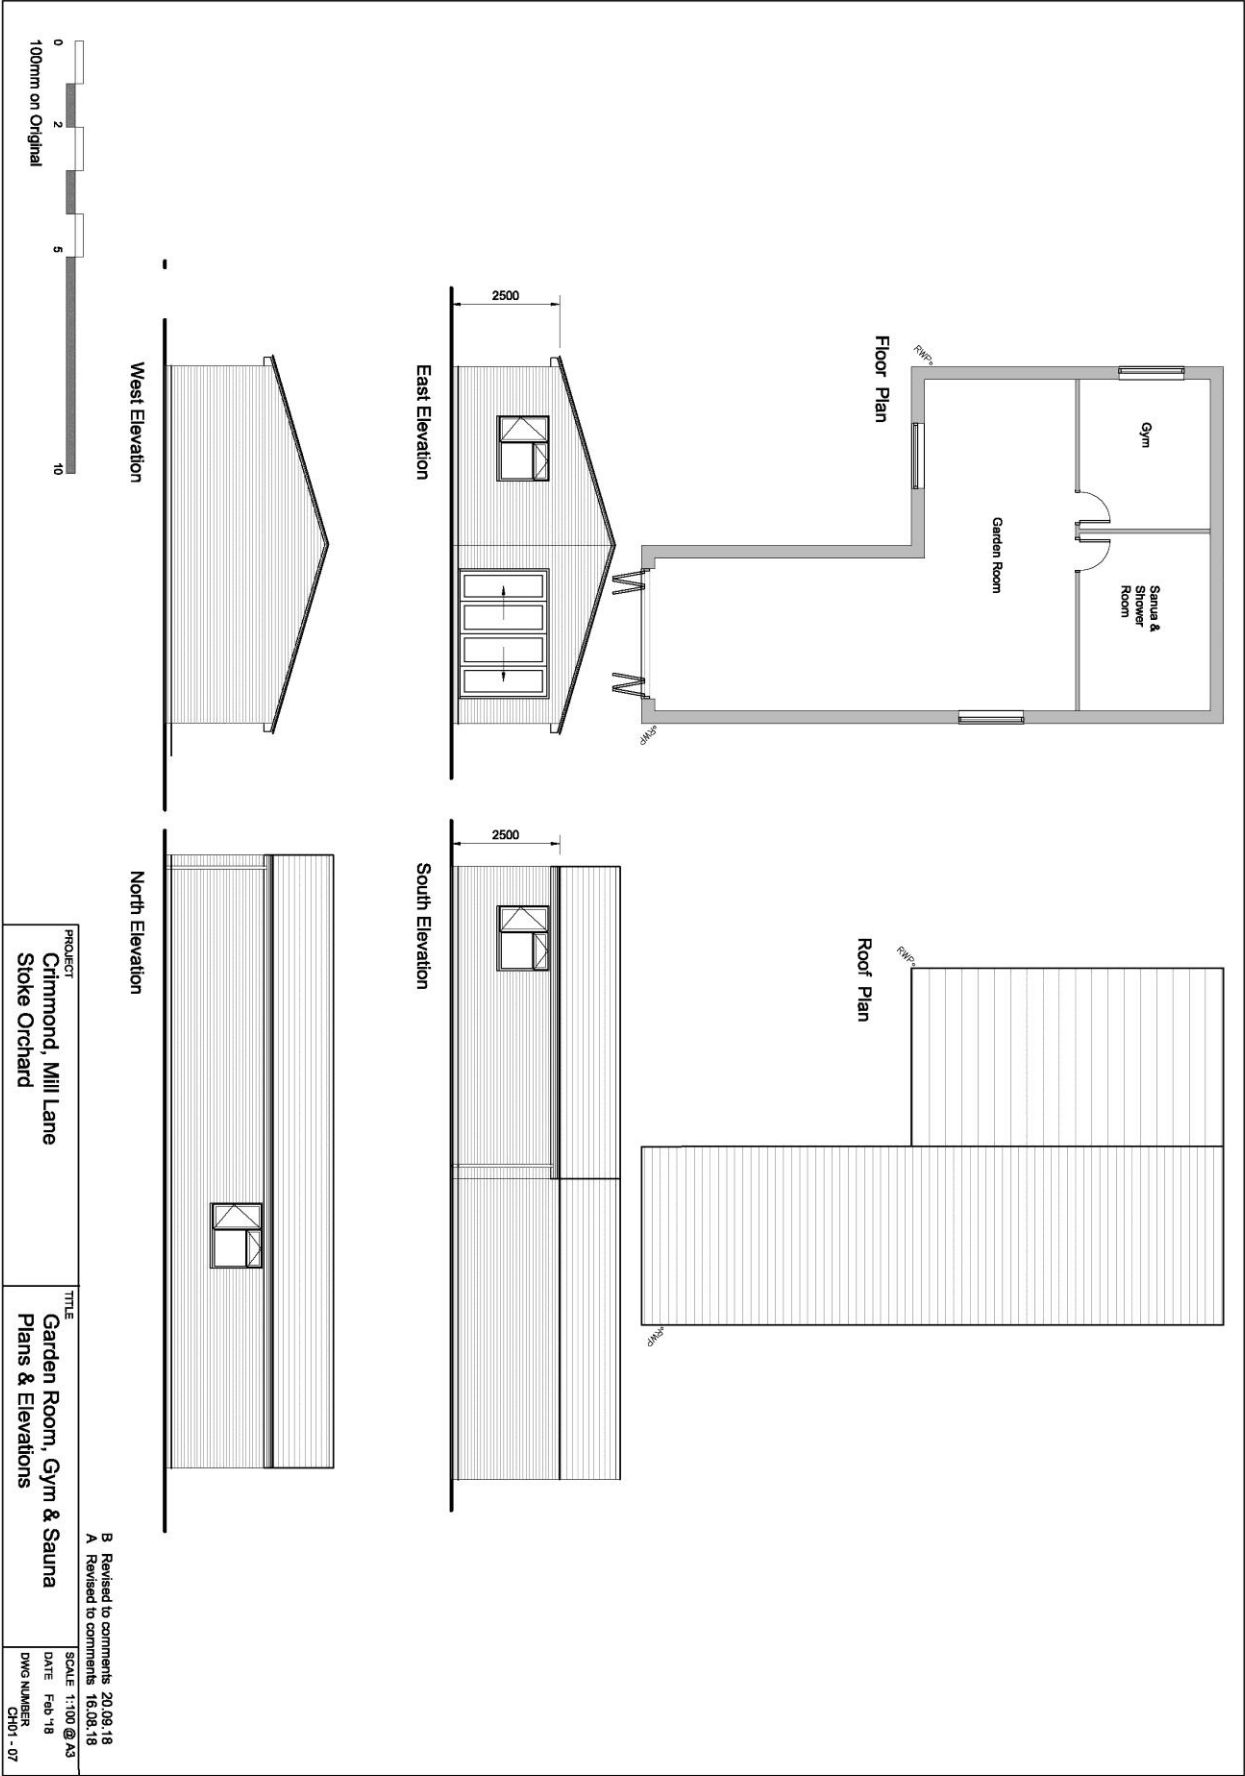 Floor Plan
RWP
Gym
Sanua &
Shower
Room
Garden Room
RWP
Roof Plan
RWP
RWP
2500
East Elevation
2500
South Elevation
West Elevation
North Elevation
0 2 5 10
100mm on Original
B Revised to comments 20.09.18
A Revised to comments 16.08.18
PROJECT
Crimmond, Mill Lane
Stoke Orchard
TITLE
Garden Room, Gym & Sauna
Plans & Elevations
SCALE 1:100 @ A3
DATE Feb '18
DWG NUMBER
CH01 - 07